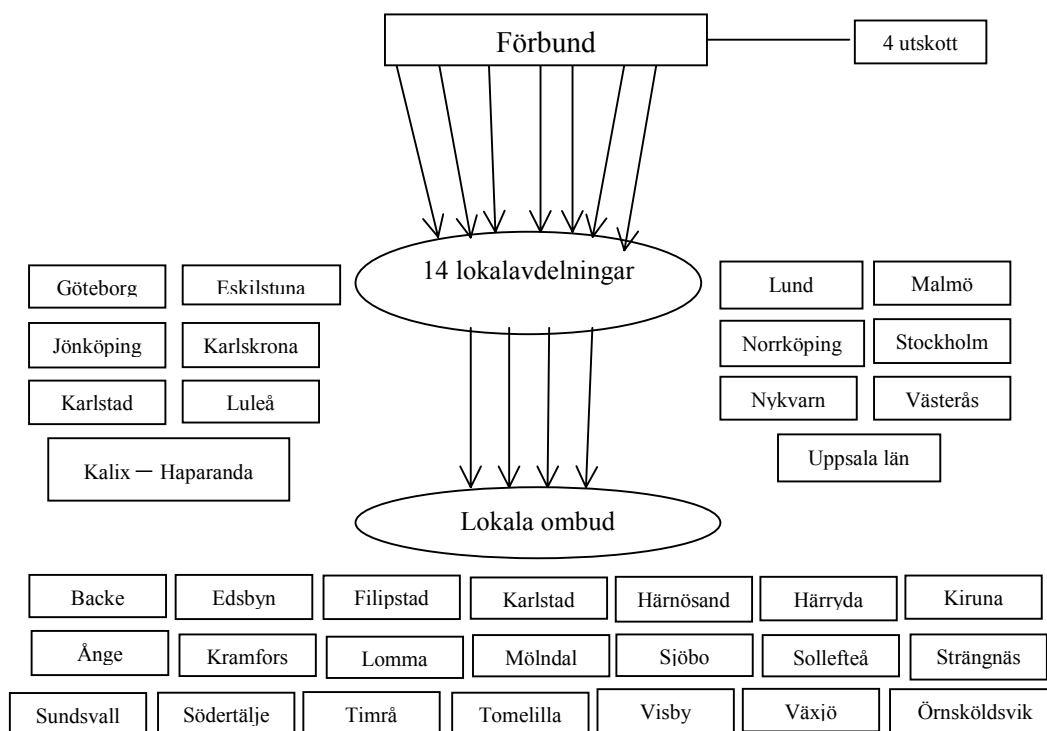 Förbund
4 utskott
14 lokalavdelningar
Göteborg
Eskilstuna
Lund
Malmö
Jönköping
Karlskrona
Norrköping
Stockholm
Karlstad
Luleå
Nykvarn
Västerås
Kalix — Haparanda
Uppsala län
Lokala ombud
Backe
Edsbyn
Filipstad
Karlstad
Härnösand
Härryda
Kiruna
Ånge
Kramfors
Lomma
Mölndal
Sjöbo
Sollefteå
Strängnäs
Sundsvall
Södertälje
Timrå
Tomelilla
Visby
Växjö
Örnsköldsvik